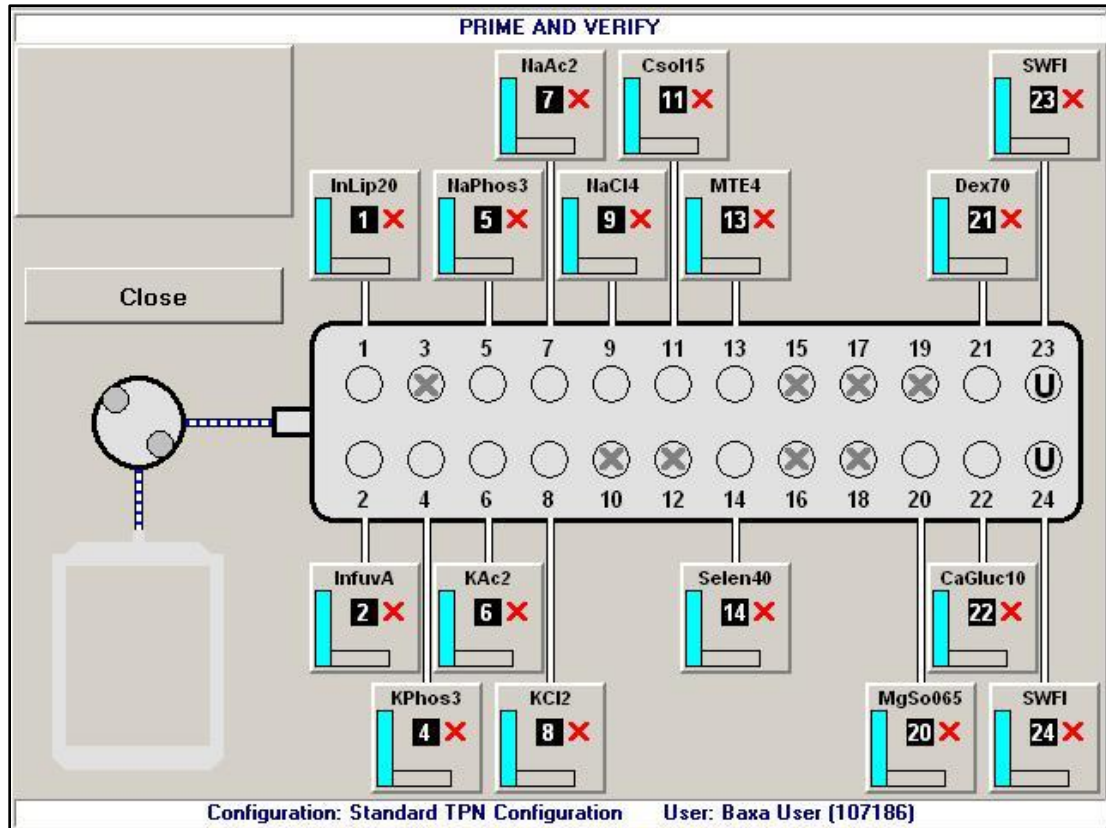 PRIME AND VERIFY
NaAc2
7
Csol15
11
SWFI
23
InLip20
1
NaPhos3
5
NaCl4
9
MTE4
13
Dex70
21
Close
1 3 5 7 9 11 13 15 17 19 21 23
U
U
2 4 6 8 10 12 14 16 18 20 22 24
InfuvA
2
KAc2
6
Selen40
14
CaGluc10
22
KPhos3
4
KCl2
8
MgSo065
20
SWFI
24
Configuration: Standard TPN Configuration User: Baxa User (107186)